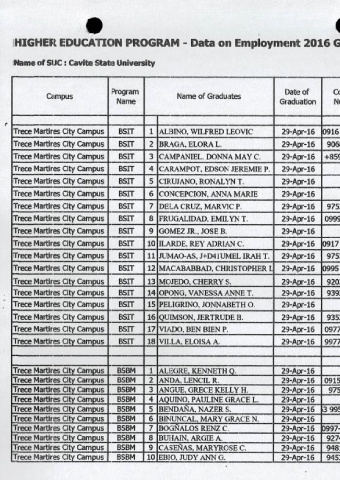 HIGHER EDUCATION PROGRAM - Data on Employment 2016 G
Name of SUC : Cavite State University
Campus Program Name Name of Graduates Date of Graduation
Trece Martires City Campus BSIT 1 ALBINO, WILFRED LEOVIC 29-Apr-16 0916
Trece Martires City Campus BSIT 2 BRAGA, ELORA L. 29-Apr-16 906
Trece Martires City Campus BSIT 3 CAMPANIEL. DONNA MAY C. 29-Apr-16 +859
Trece Martires City Campus BSIT 4 CARAMPOT, EDSON JEREMIE P. 29-Apr-16
Trece Martires City Campus BSIT 5 CIRUJANO, RONALYN T. 29-Apr-16
Trece Martires City Campus BSIT 6 CONCEPCION, ANNA MARIE 29-Apr-16
Trece Martires City Campus BSIT 7 DELA CRUZ, MARVIC P. 29-Apr-16 975
Trece Martires City Campus BSIT 8 FRUGALIDAD, EMILYN T. 29-Apr-16 0999
Trece Martires City Campus BSIT 9 GOMEZ JR., JOSE B. 29-Apr-16
Trece Martires City Campus BSIT 10 ILARDE, REY ADRIAN C. 29-Apr-16 0917
Trece Martires City Campus BSIT 11 JUMAO-AS, J+D41UMEL IRAH T. 29-Apr-16 975
Trece Martires City Campus BSIT 12 MACABABBAD, CHRISTOPHER L 29-Apr-16 0995
Trece Martires City Campus BSIT 13 MOJEDO, CHERRY S. 29-Apr-16 920
Trece Martires City Campus BSIT 14 OPONG, VANESSA ANNE T. 29-Apr-16 939
Trece Martires City Campus BSIT 15 PELIGRINO, JONNABETH O. 29-Apr-16
Trece Martires City Campus BSIT 16 QUIMSON, JERTRUDE B. 29-Apr-16 935
Trece Martires City Campus BSIT 17 VIADO, BEN BIEN P. 29-Apr-16 0977
Trece Martires City Campus BSIT 18 VILLA, ELOISA A. 29-Apr-16 9977
Trece Martires City Campus BSBM 1 ALEGRE, KENNETH Q. 29-Apr-16
Trece Martires City Campus BSBM 2 ANDA, LENCIL R. 29-Apr-16 0915
Trece Martires City Campus BSBM 3 ANGUE, GRECE KELLY H. 29-Apr-16 975
Trece Martires City Campus BSBM 4 AQUINO, PAULINE GRACE L. 29-Apr-16
Trece Martires City Campus BSBM 5 BENDAÑA, NAZER S. 29-Apr-16 63 995
Trece Martires City Campus BSBM 6 BINUNCAL, MARY GRACE N. 29-Apr-16
Trece Martires City Campus BSBM 7 BOGÑALOS RENZ C. 29-Apr-16 0997-
Trece Martires City Campus BSBM 8 BUHAIN, ARGIE A. 29-Apr-16 927
Trece Martires City Campus BSBM 9 CASEÑAS, MARYROSE C. 29-Apr-16 948
Trece Martires City Campus BSBM 10 EBIO, JUDY ANN G. 29-Apr-16 945